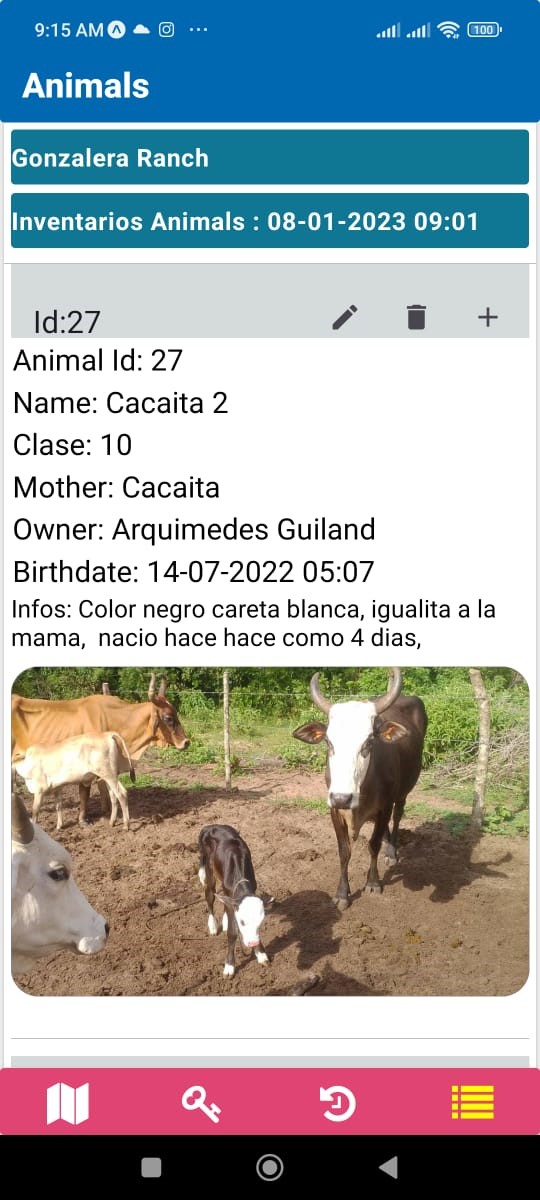 9:15 AM
100
Animals
Gonzalera Ranch
Inventarios Animals : 08-01-2023 09:01
Id:27
Animal Id: 27
Name: Cacaita 2
Clase: 10
Mother: Cacaita
Owner: Arquimedes Guiland
Birthdate: 14-07-2022 05:07
Infos: Color negro careta blanca, igualita a la
mama,  nacio hace hace como 4 dias,